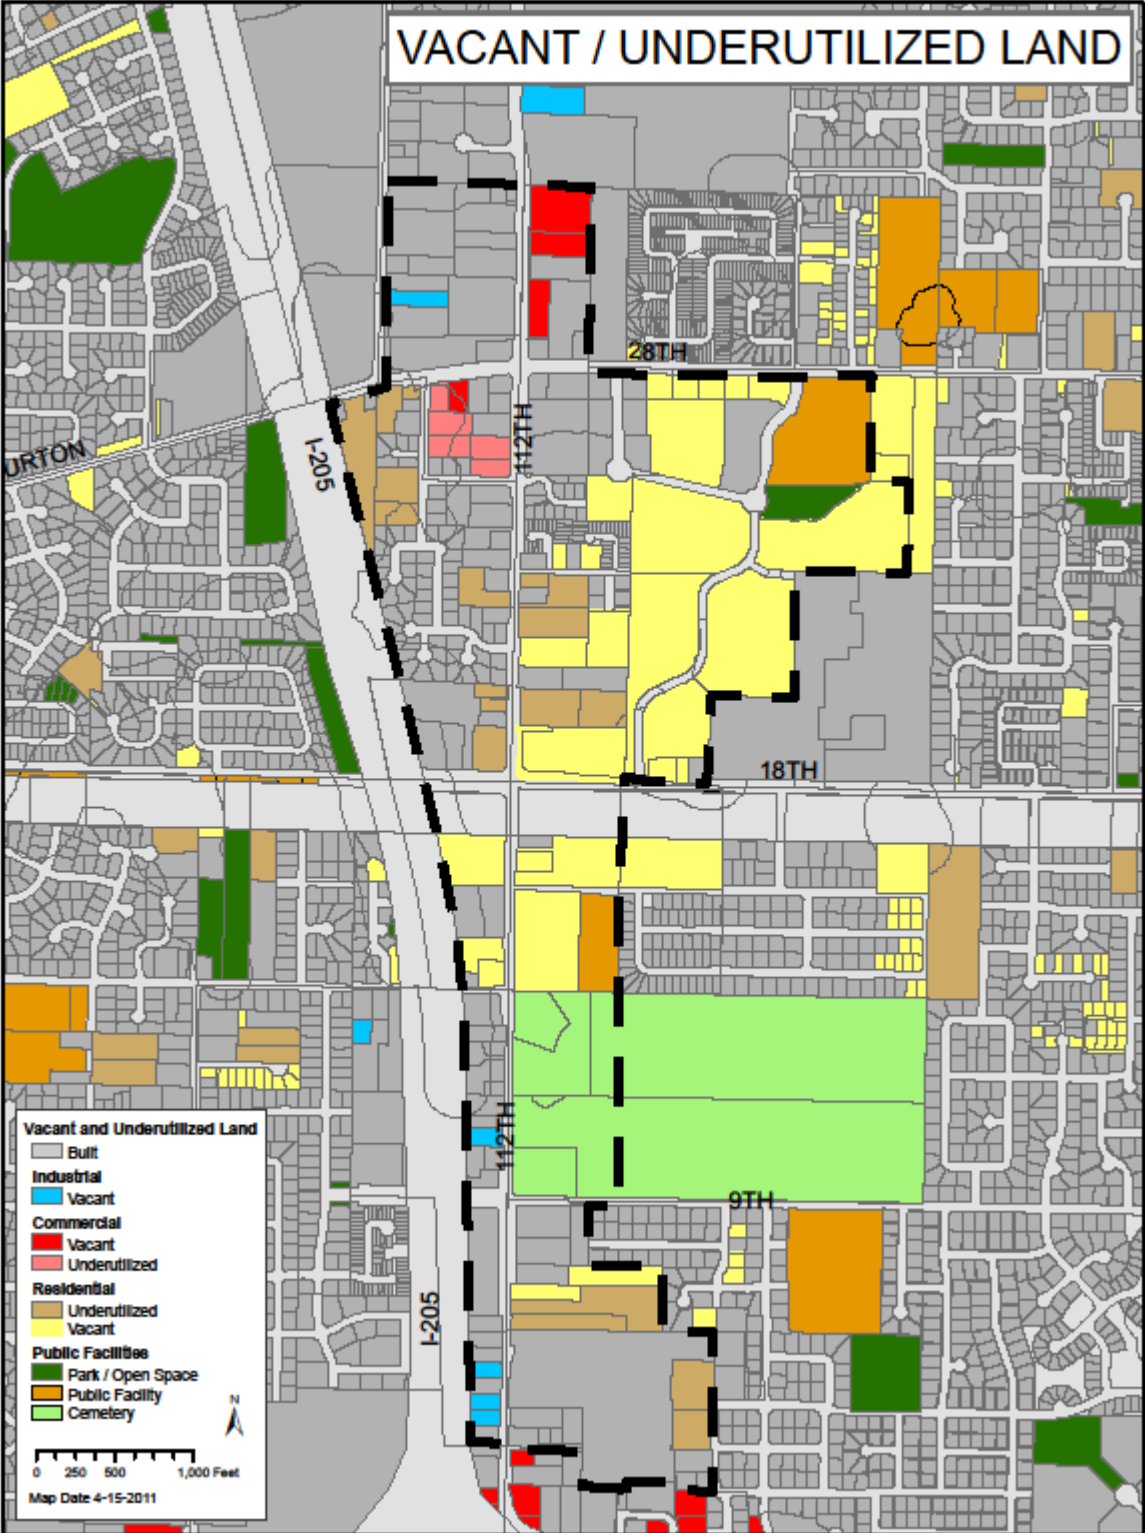 VACANT / UNDERUTILIZED LAND
28TH
112TH
URTON
I-205
18TH
112TH
9TH
I-205
Vacant and Underutilized Land
Built
Industrial
Vacant
Commercial
Vacant
Underutilized
Residential
Underutilized
Vacant
Public Facilities
Park / Open Space
Public Facility
Cemetery
N
0 250 500 1,000 Feet
Map Date 4-15-2011